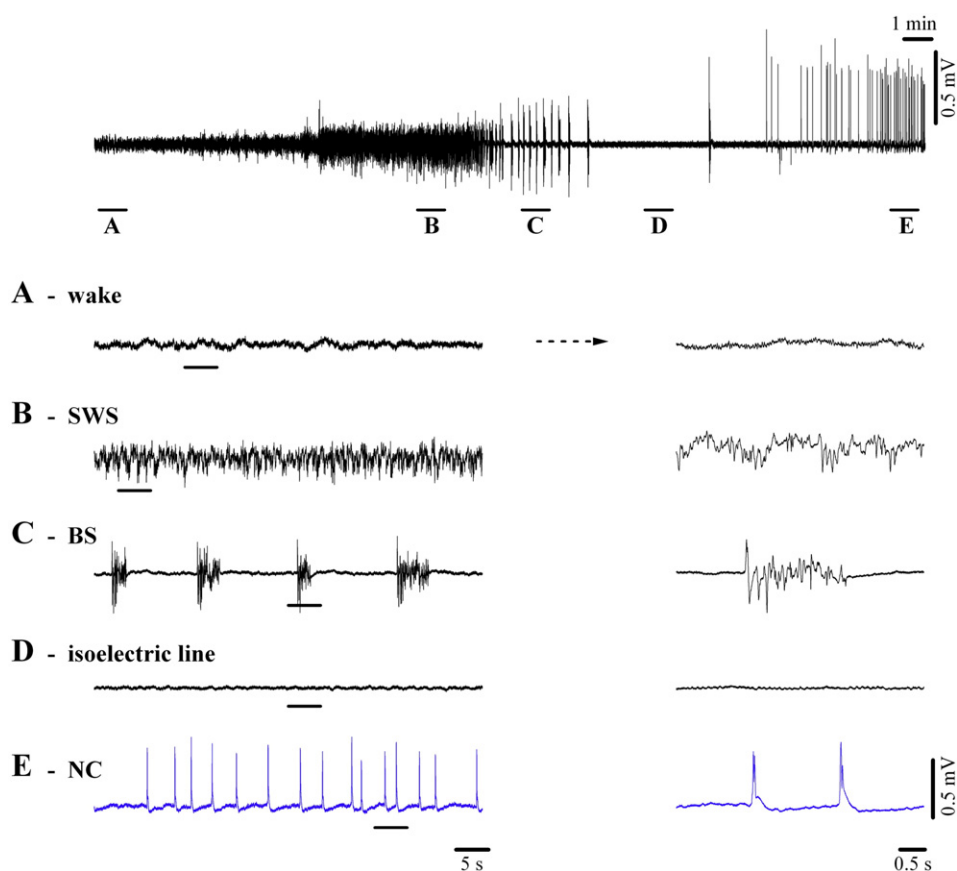 1 min
0.5 mV
A B C D E
A - wake
B - SWS
C - BS
D - isoelectric line
E - NC
0.5 mV
5 s 0.5 s